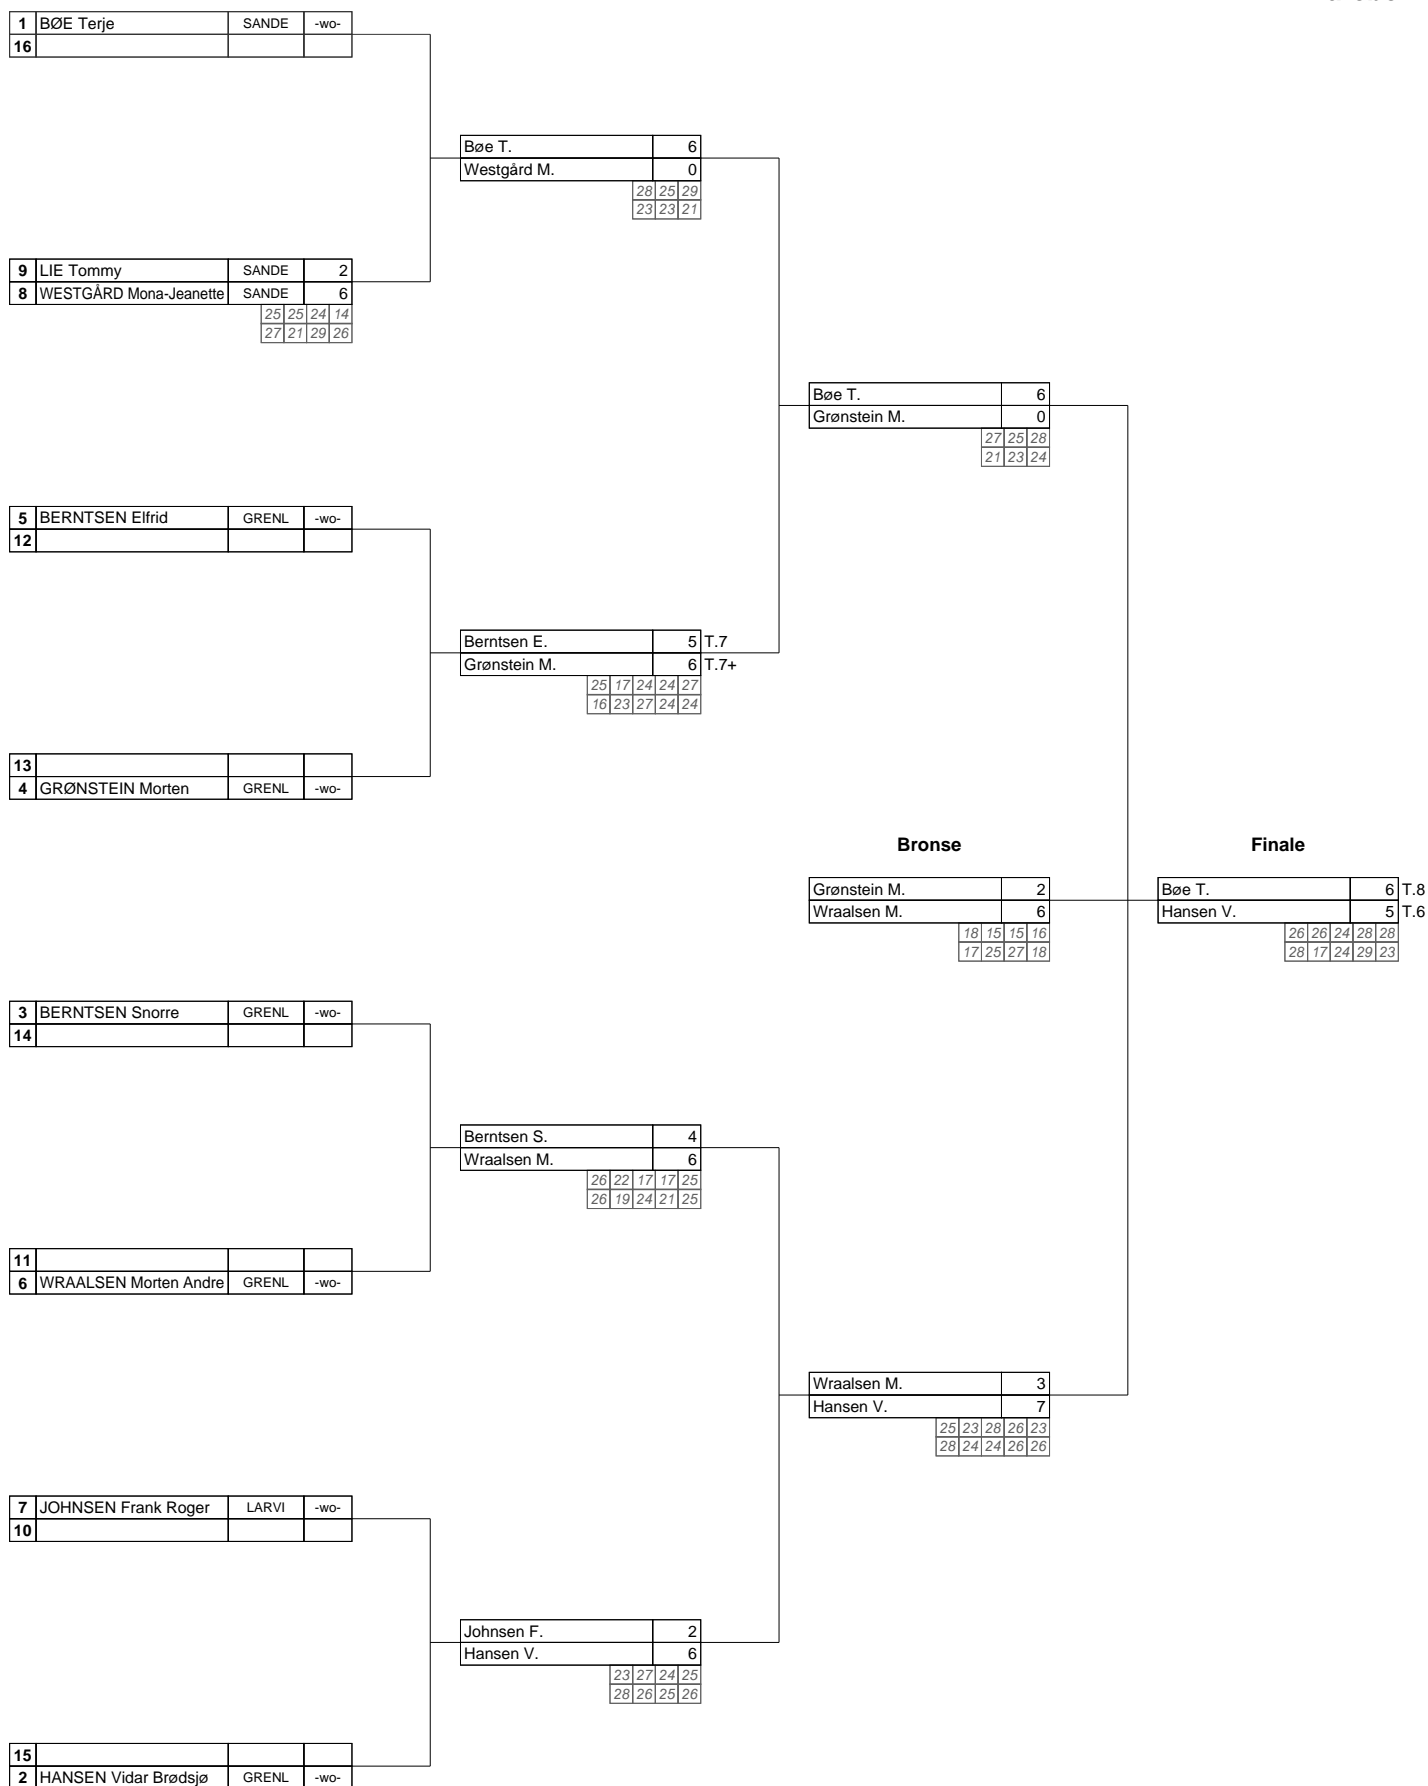 1 BØE Terje SANDE -wo-
16
Bøe T. 6
Westgård M. 0
28 25 29
23 23 21
9 LIE Tommy SANDE 2
8 WESTGÅRD Mona-Jeanette SANDE 6
25 25 24 14
27 21 29 26
Bøe T. 6
Grønstein M. 0
27 25 28
21 23 24
5 BERNTSEN Elfrid GRENL -wo-
12
Berntsen E. 5 T.7
Grønstein M. 6 T.7+
25 17 24 24 27
16 23 27 24 24
13
4 GRØNSTEIN Morten GRENL -wo-
Bronse
Finale
Grønstein M. 2
Wraalsen M. 6
18 15 15 16
17 25 27 18
Bøe T. 6 T.8
Hansen V. 5 T.6
26 26 24 28 28
28 17 24 29 23
3 BERNTSEN Snorre GRENL -wo-
14
Berntsen S. 4
Wraalsen M. 6
26 22 17 17 25
26 19 24 21 25
11
6 WRAALSEN Morten Andre GRENL -wo-
Wraalsen M. 3
Hansen V. 7
25 23 28 26 23
28 24 24 26 26
7 JOHNSEN Frank Roger LARVI -wo-
10
Johnsen F. 2
Hansen V. 6
23 27 24 25
28 26 25 26
15
2 HANSEN Vidar Brødsjø GRENL -wo-